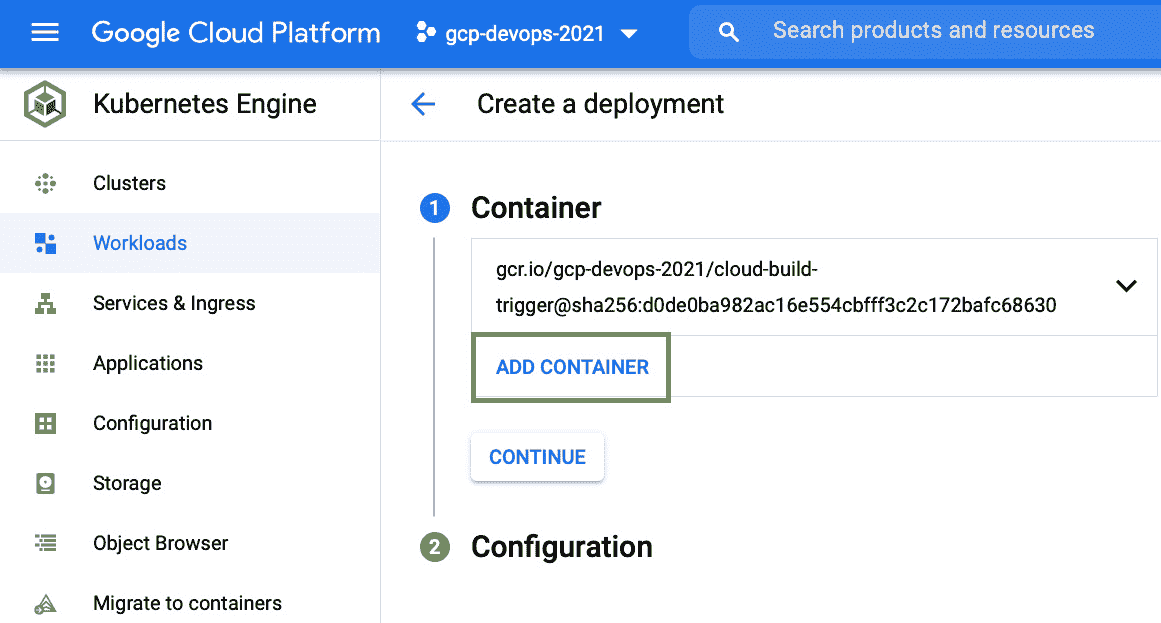 Google Cloud Platform
gcp-devops-2021
Search products and resources
Kubernetes Engine
Create a deployment
Clusters
Workloads
Services & Ingress
Applications
Configuration
Storage
Object Browser
Migrate to containers
1 Container
gcr.io/gcp-devops-2021/cloud-build-
trigger@sha256:d0de0ba982ac16e554cbfff3c2c172bafc68630
ADD CONTAINER
CONTINUE
2 Configuration